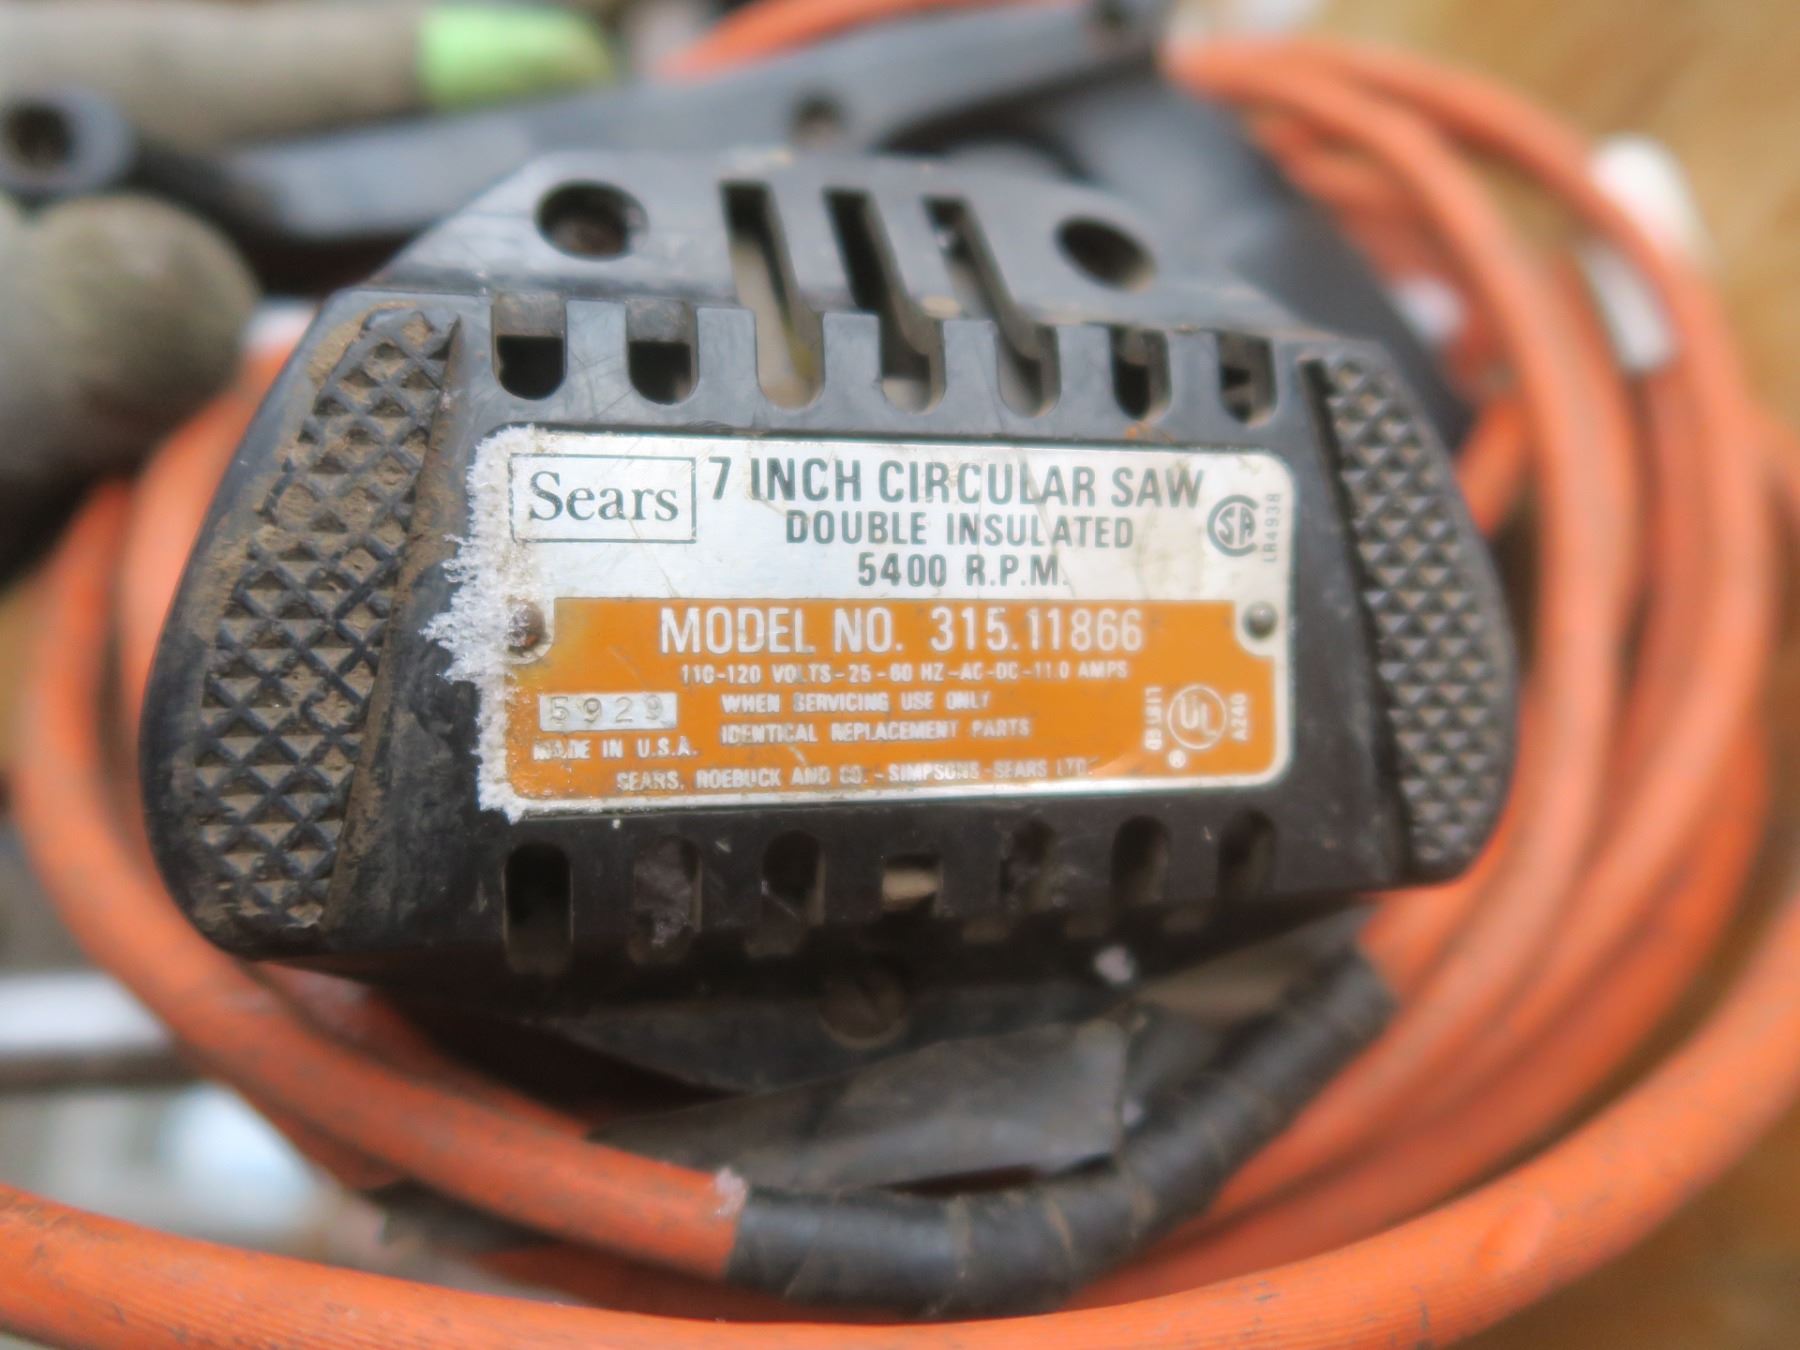 Sears
7 INCH CIRCULAR SAW
DOUBLE INSULATED
5400 R.P.M.
LR4938
MODEL NO. 315.11866
110-120 VOLTS-25-60 HZ-AC-DC-11.0 AMPS
5929
WHEN SERVICING USE ONLY
IDENTICAL REPLACEMENT PARTS
MADE IN U.S.A.
SEARS, ROEBUCK AND CO.-SIMPSONS-SEARS LTD.
LISTED
UL
®